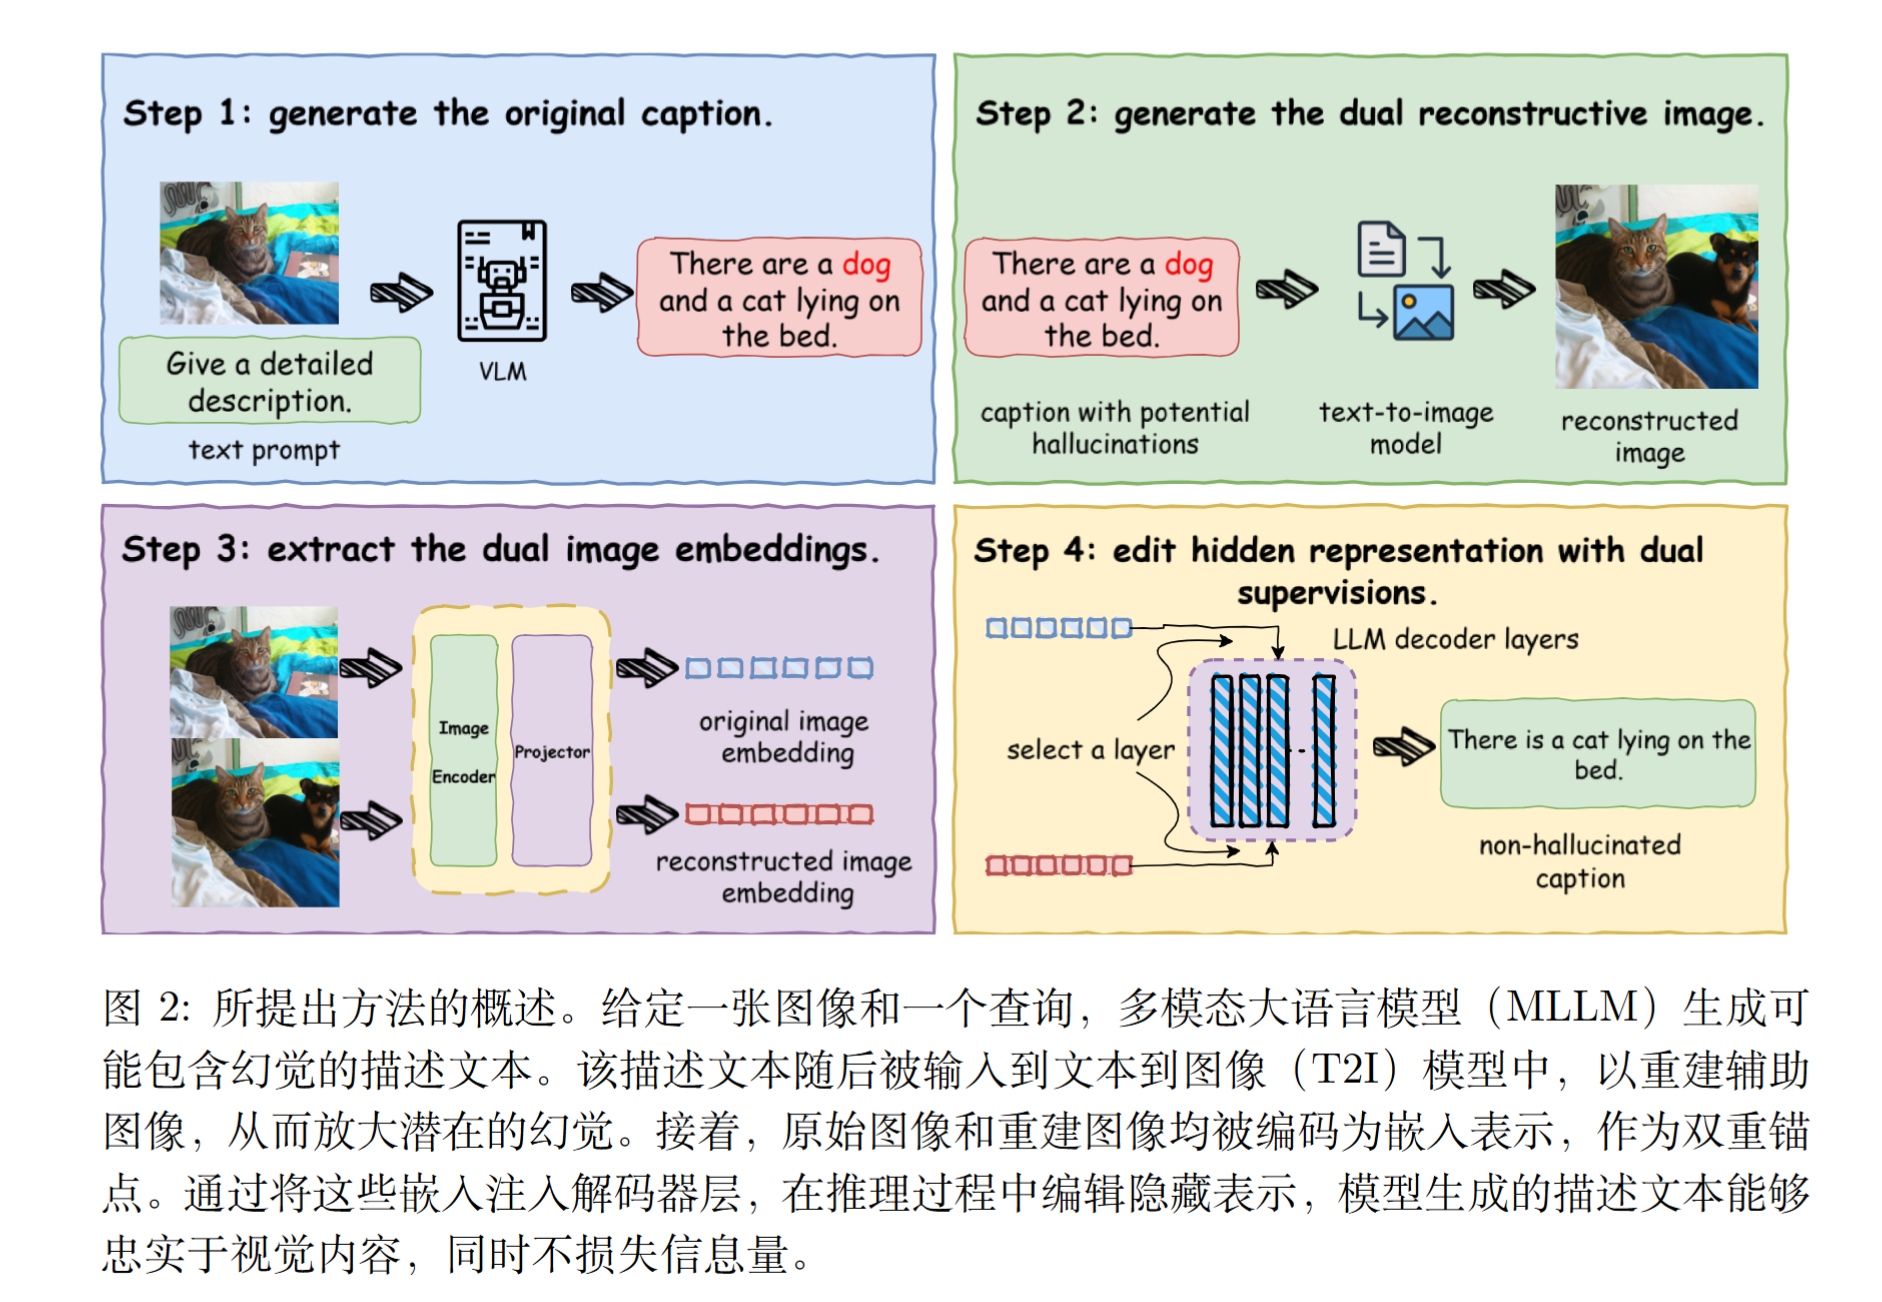 Step 1: generate the original caption.
Give a detailed
description.
text prompt
VLM
There are a dog
and a cat lying on
the bed.
Step 2: generate the dual reconstructive image.
There are a dog
and a cat lying on
the bed.
caption with potential
hallucinations
text-to-image
model
reconstructed
image
Step 3: extract the dual image embeddings.
Image
Encoder
Projector
original image
embedding
reconstructed image
embedding
Step 4: edit hidden representation with dual
supervisions.
LLM decoder layers
select a layer
There is a cat lying on the
bed.
non-hallucinated
caption
图 2: 所提出方法的概述。给定一张图像和一个查询，多模态大语言模型（MLLM）生成可
能包含幻觉的描述文本。该描述文本随后被输入到文本到图像（T2I）模型中，以重建辅助
图像，从而放大潜在的幻觉。接着，原始图像和重建图像均被编码为嵌入表示，作为双重锚
点。通过将这些嵌入注入解码器层，在推理过程中编辑隐藏表示，模型生成的描述文本能够
忠实于视觉内容，同时不损失信息量。